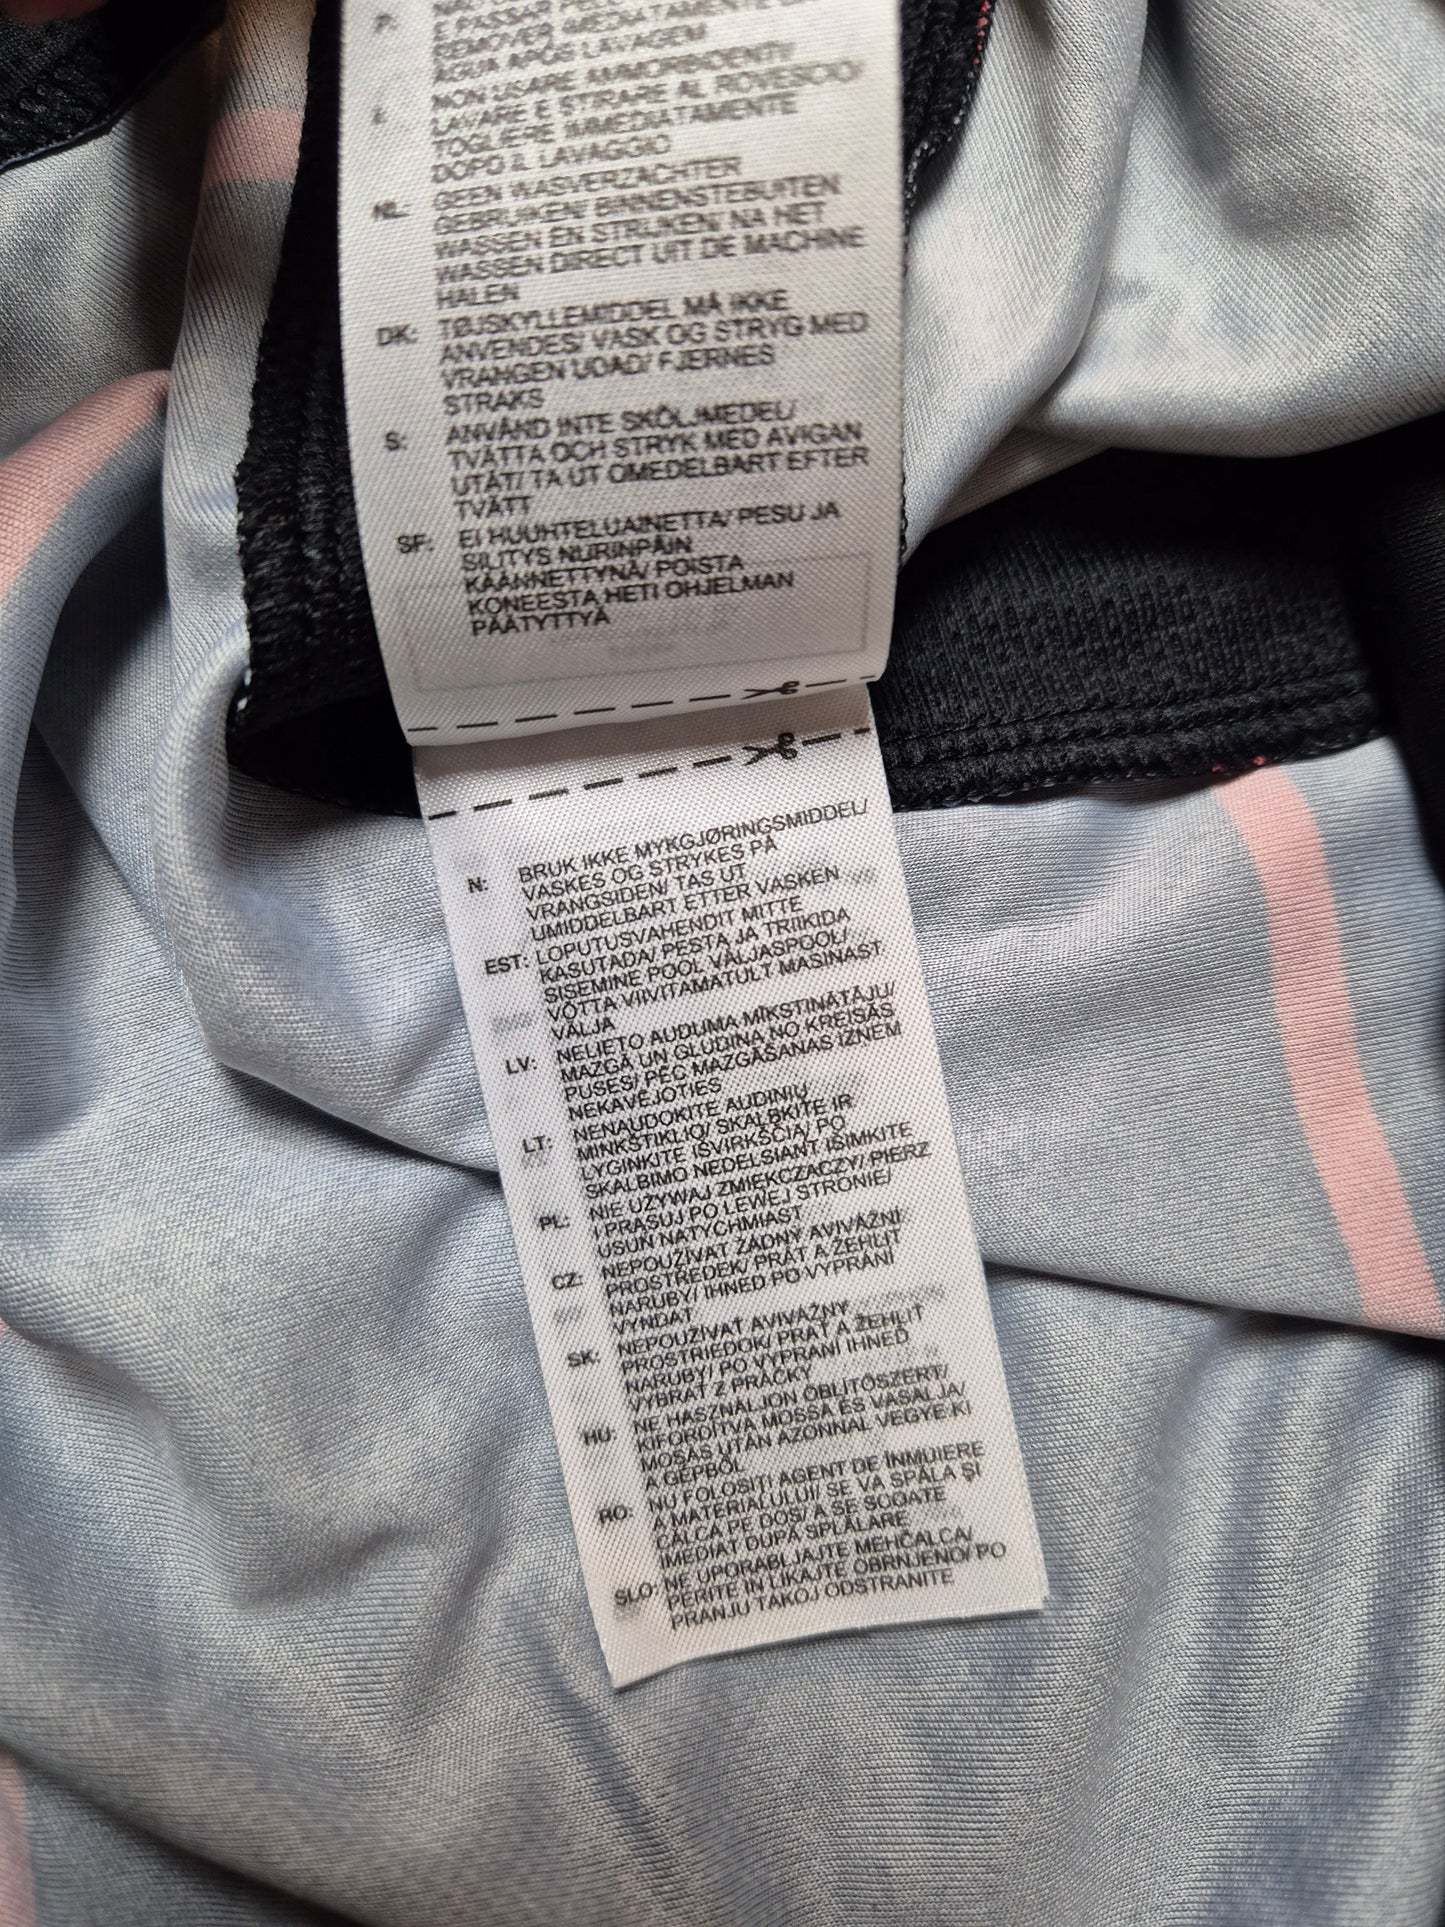 P:
E PASSAR PELO
REMOVER IMEDIATAMENTE DA
ÁGUA APÓS LAVAGEM
I: NON USARE AMMORBIDENTI/
LAVARE E STIRARE AL ROVESCIO/
TOGLIERE IMMEDIATAMENTE
DOPO IL LAVAGGIO
NL: GEEN WASVERZACHTER
GEBRUIKEN/ BINNENSTEBUITEN
WASSEN EN STRIJKEN/ NA HET
WASSEN DIRECT UIT DE MACHINE
HALEN
DK: TØJSKYLLEMIDDEL MÅ IKKE
ANVENDES/ VASK OG STRYG MED
VRANGEN UDAD/ FJERNES
STRAKS
S: ANVÄND INTE SKÖLJMEDEL/
TVÄTTA OCH STRYK MED AVIGAN
UTÅT/ TA UT OMEDELBART EFTER
TVÄTT
SF: EI HUUHTELUAINETTA/ PESU JA
SILITYS NURINPÄIN
KÄÄNNETTYNÄ/ POISTA
KONEESTA HETI OHJELMAN
PÄÄTYTTYÄ
N: BRUK IKKE MYKGJØRINGSMIDDEL/
VASKES OG STRYKES PÅ
VRANGSIDEN/ TAS UT
UMIDDELBART ETTER VASKEN
EST: LOPUTUSVAHENDIT MITTE
KASUTADA/ PESTA JA TRIIKIDA
SISEMINE POOL VÄLJASPOOL/
VÕTTA VIIVITAMATULT MASINAST
VÄLJA
LV: NELIETO AUDUMA MĪKSTINĀTĀJU/
MAZGĀ UN GLUDINA NO KREISĀS
PUSES/ PĒC MAZGĀŠANAS IZŅEM
NEKAVĒJOTIES
LT: NENAUDOKITE AUDINIŲ
MINKŠTIKLIO/ SKALBKITE IR
LYGINKITE IŠVIRKŠČIĄ/ PO
SKALBIMO NEDELSIANT IŠIMKITE
PL: NIE UŻYWAJ ZMIĘKCZACZY/ PIERZ
I PRASUJ PO LEWEJ STRONIE/
USUŃ NATYCHMIAST
CZ: NEPOUŽÍVAT ŽÁDNÝ AVIVÁŽNÍ
PROSTŘEDEK/ PRÁT A ŽEHLIT
NARUBY/ IHNED PO VYPRÁNÍ
VYNDAT
SK: NEPOUŽÍVAŤ AVIVÁŽNY
PROSTRIEDOK/ PRAŤ A ŽEHLIŤ
NARUBY/ PO VYPRANÍ IHNEĎ
VYBRAŤ Z PRÁČKY
HU: NE HASZNÁLJON ÖBLÍTŐSZERT/
KIFORDÍTVA MOSSA ÉS VASALJA/
MOSÁS UTÁN AZONNAL VEGYE KI
A GÉPBŐL
RO: NU FOLOSIȚI AGENT DE ÎNMUIERE
A MATERIALULUI/ SE VA SPĂLA ȘI
CĂLCA PE DOS/ A SE SCOATE
IMEDIAT DUPĂ SPĂLARE
SLO: NE UPORABLJAJTE MEHČALCA/
PERITE IN LIKAJTE OBRNJENO/ PO
PRANJU TAKOJ ODSTRANITE